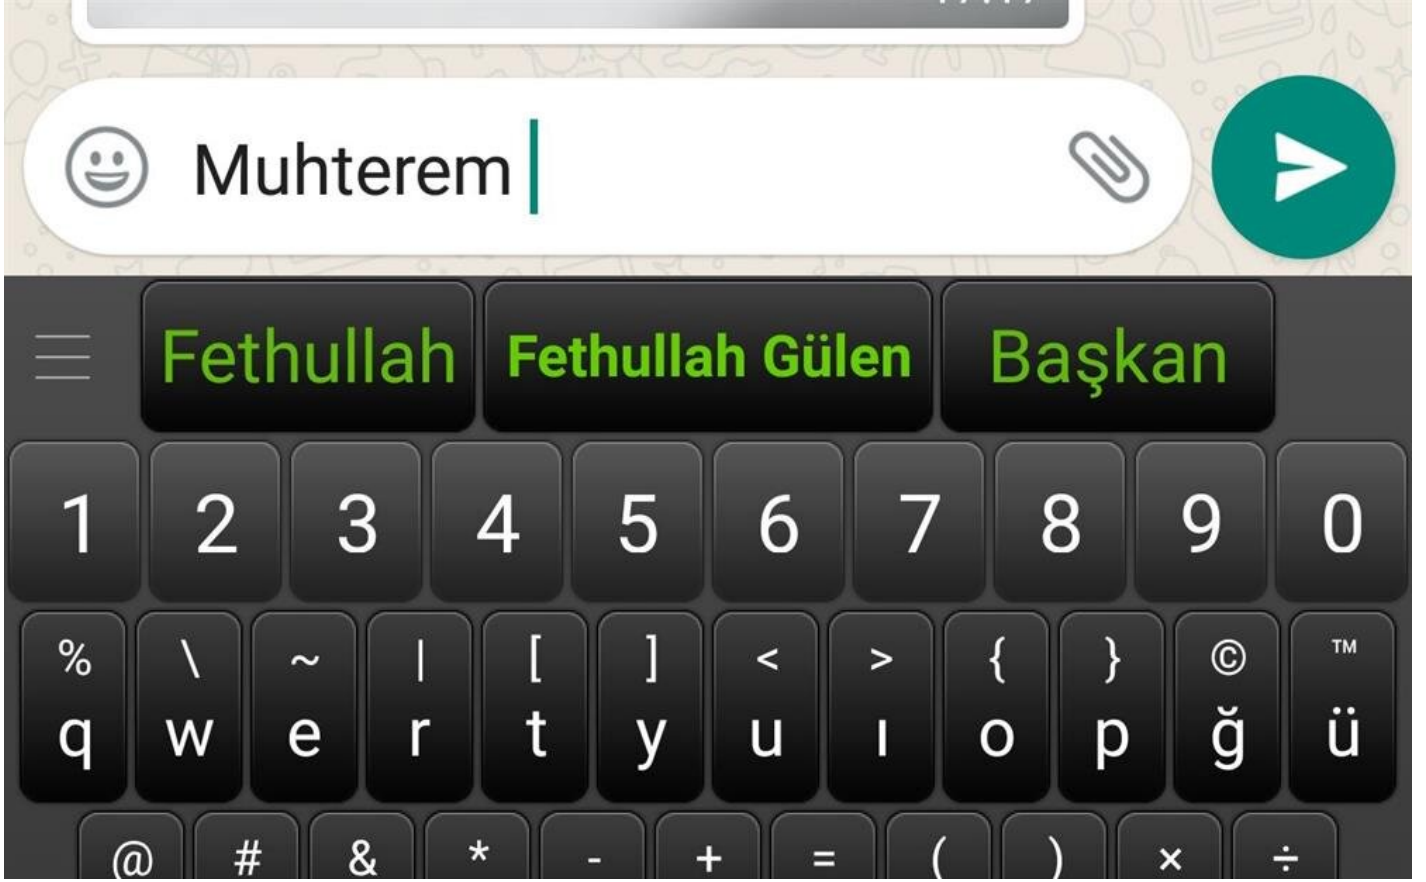 Muhterem
Fethullah Fethullah Gülen Başkan
1 2 3 4 5 6 7 8 9 0
% \ ~ | [ ] < > { } © ™
q w e r t y u ı o p ğ ü
@ # & * - + = ( ) × ÷